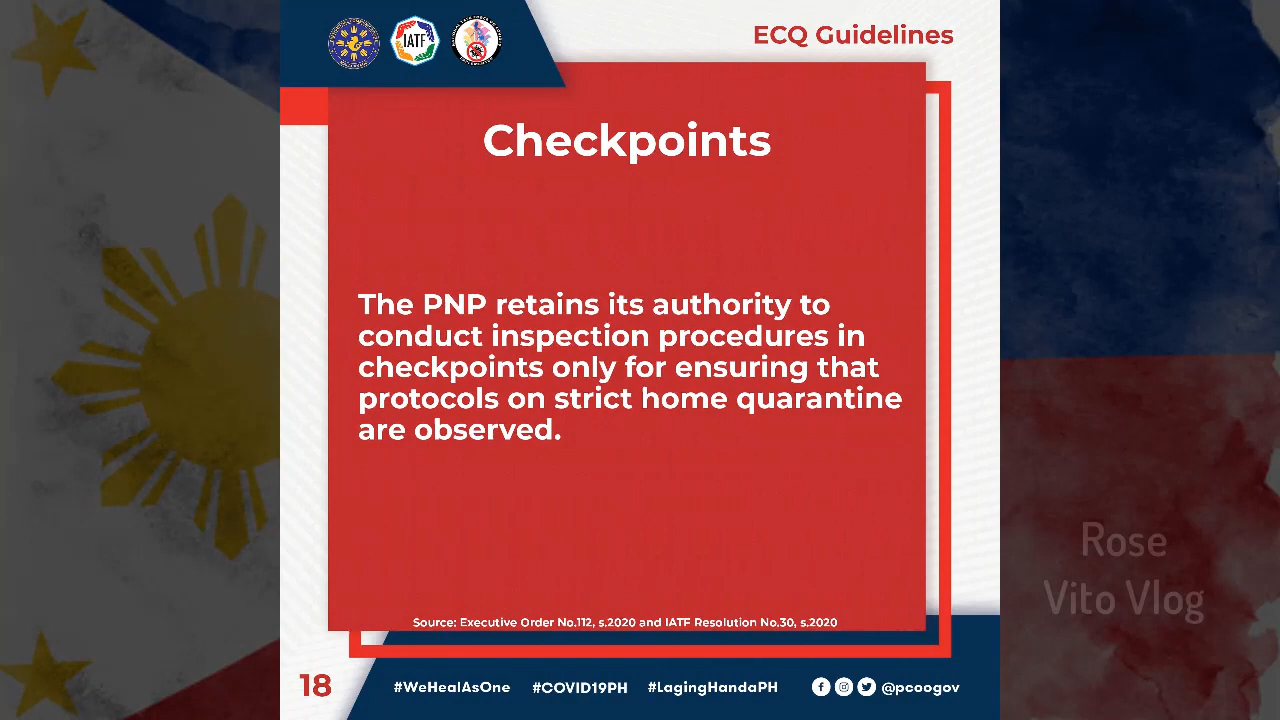 IATF
ECQ Guidelines
Checkpoints
The PNP retains its authority to
conduct inspection procedures in
checkpoints only for ensuring that
protocols on strict home quarantine
are observed.
Source: Executive Order No.112, s.2020 and IATF Resolution No.30, s.2020
Rose
Vito Vlog
18
#WeHealAsOne #COVID19PH #LagingHandaPH @pcoogov